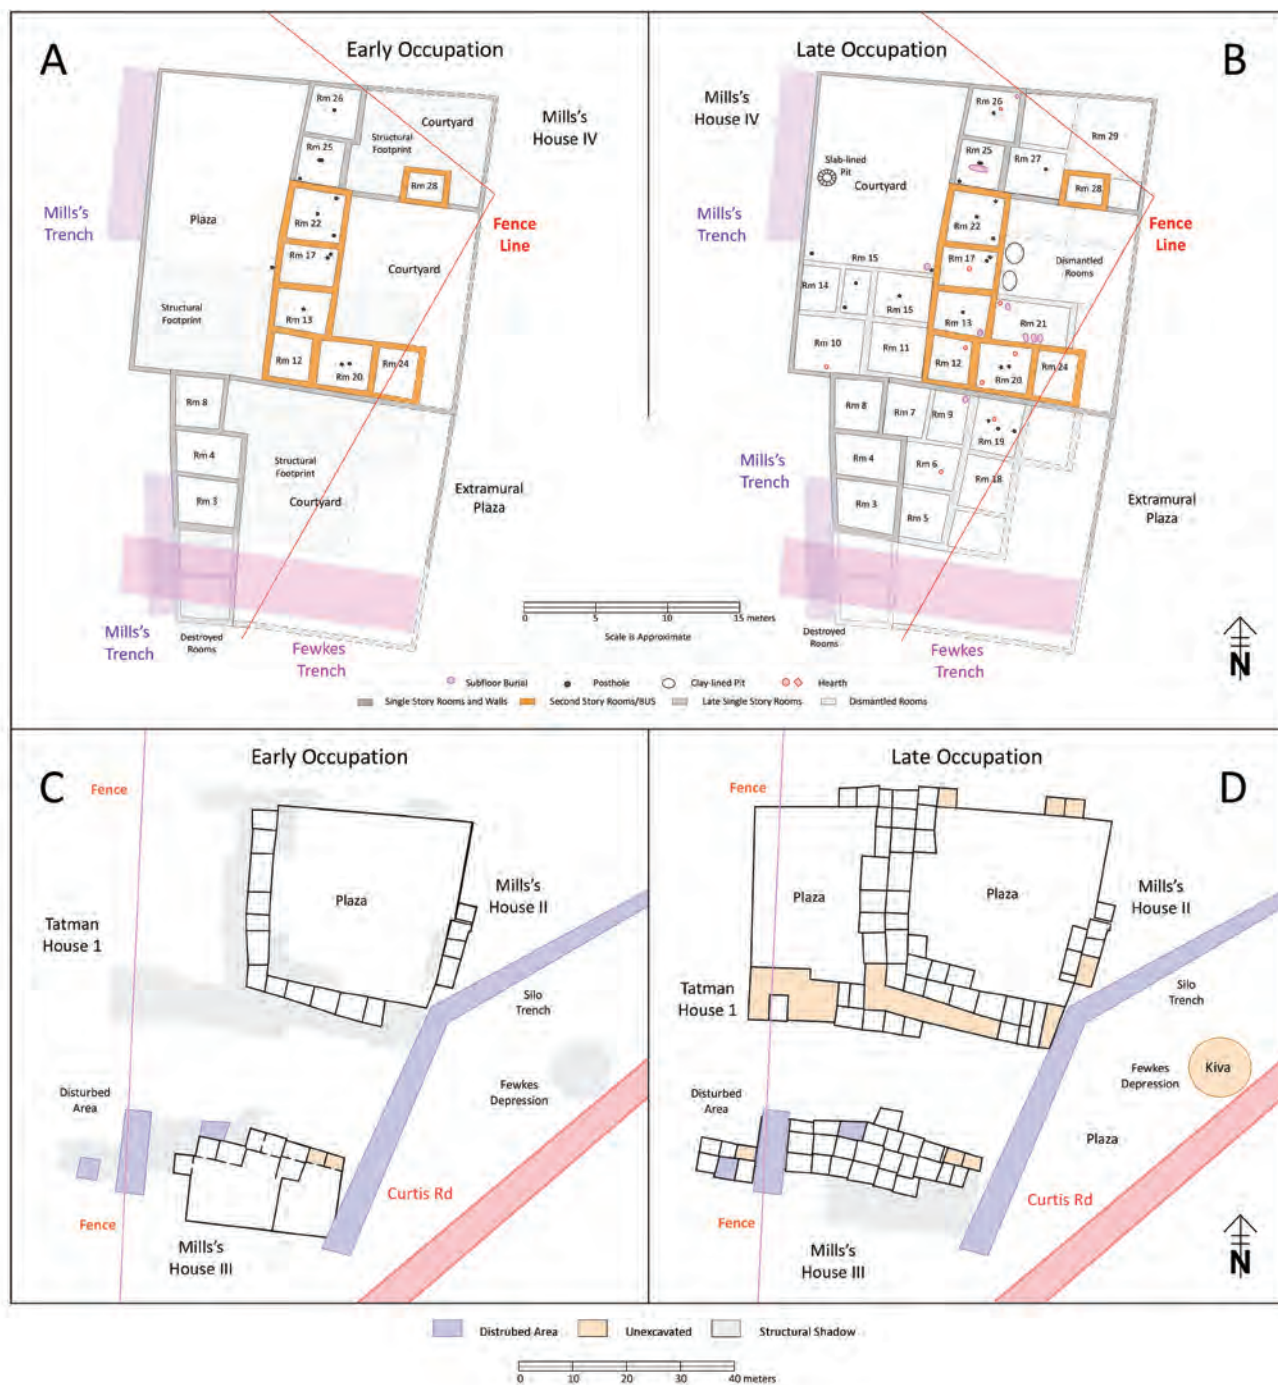 A
Early Occupation
Rm 26
Courtyard
Structural
Footprint
Mills's
House IV
Rm 25
Rm 28
Mills's
Trench
Plaza
Rm 22
Fence
Line
Rm 17
Courtyard
Structural
Footprint
Rm 13
Rm 12
Rm 20
Rm 24
Rm 8
Rm 4
Structural
Footprint
Rm 3
Courtyard
Extramural
Plaza
Mills's
Trench
Destroyed
Rooms
Fewkes
Trench
Late Occupation
B
Mills's
House IV
Rm 26
Rm 29
Rm 25
Rm 27
Slab-lined
Pit
Courtyard
Rm 28
Mills's
Trench
Rm 22
Fence
Line
Rm 17
Dismantled
Rooms
Rm 15
Rm 14
Rm 15
Rm 13
Rm 21
Rm 10
Rm 11
Rm 12
Rm 20
Rm 24
Rm 8
Rm 7
Rm 9
Rm 19
Mills's
Trench
Rm 4
Rm 6
Rm 18
Rm 3
Rm 5
Extramural
Plaza
Destroyed
Rooms
Fewkes
Trench
0 5 10 15 meters
Scale is Approximate
N
Subfloor Burial Posthole Clay-lined Pit Hearth
Single Story Rooms and Walls Second Story Rooms/BUS Late Single Story Rooms Dismantled Rooms
C
Early Occupation
Fence
Plaza
Mills's
House II
Tatman
House 1
Silo
Trench
Disturbed
Area
Fewkes
Depression
Curtis Rd
Fence
Mills's
House III
Late Occupation
D
Fence
Plaza
Plaza
Mills's
House II
Tatman
House 1
Silo
Trench
Disturbed
Area
Fewkes
Depression
Kiva
Plaza
Curtis Rd
Fence
Mills's
House III
N
Distrubed Area Unexcavated Structural Shadow
0 10 20 30 40 meters